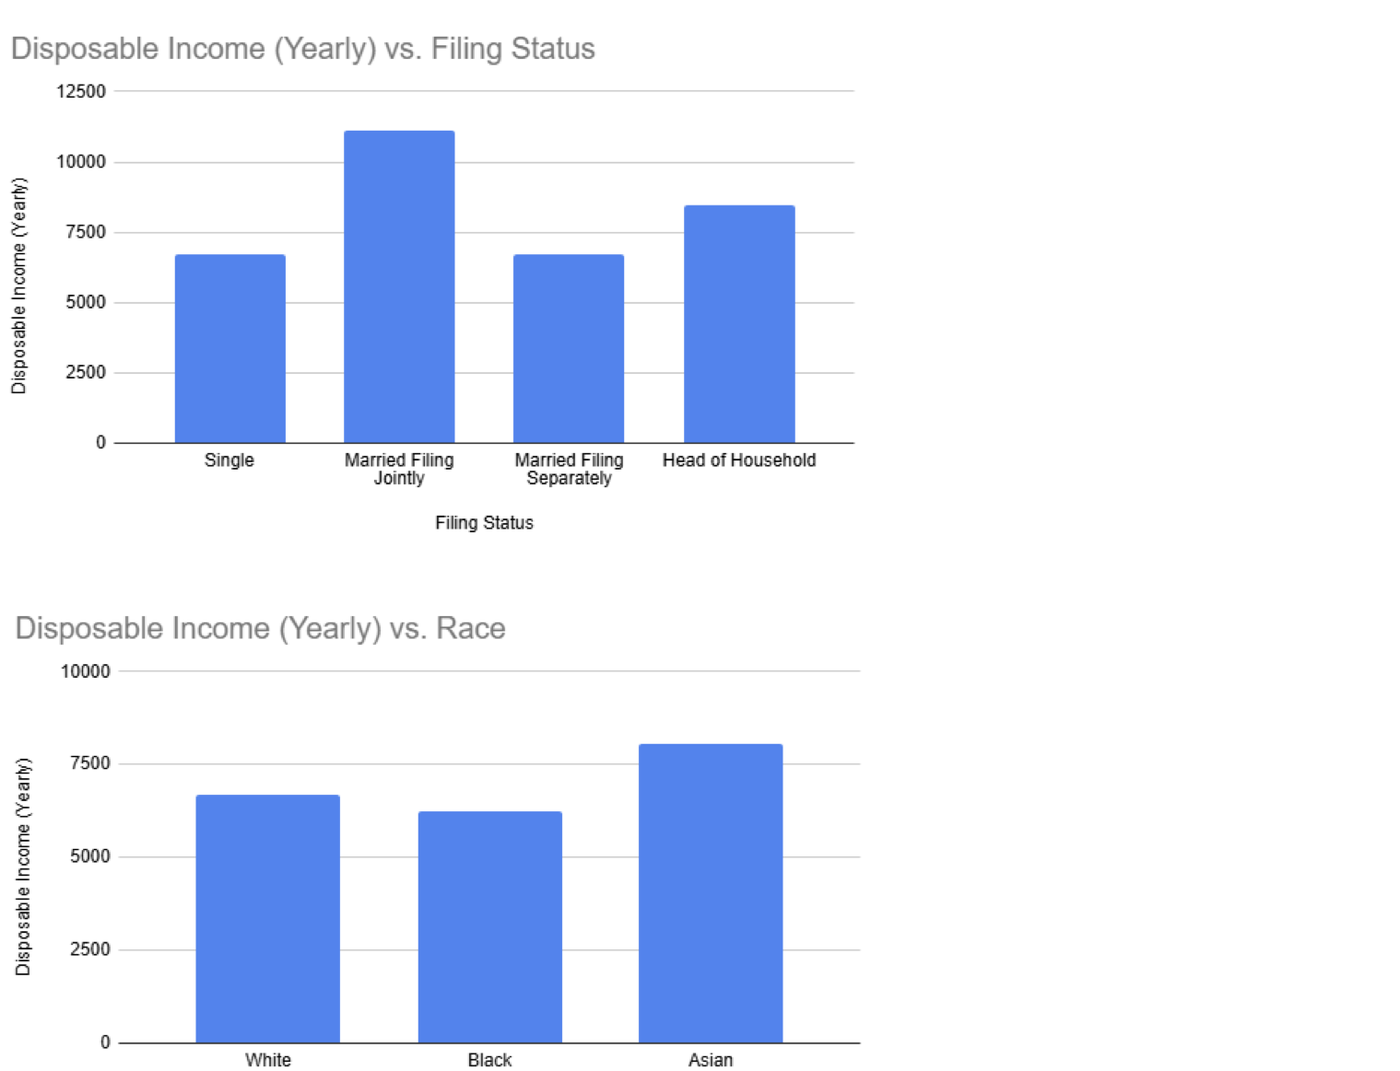 Disposable Income (Yearly) vs. Filing Status
12500
10000
7500
5000
2500
0
Disposable Income (Yearly)
Single
Married Filing
Jointly
Married Filing
Separately
Head of Household
Filing Status
Disposable Income (Yearly) vs. Race
10000
7500
5000
2500
0
Disposable Income (Yearly)
White
Black
Asian